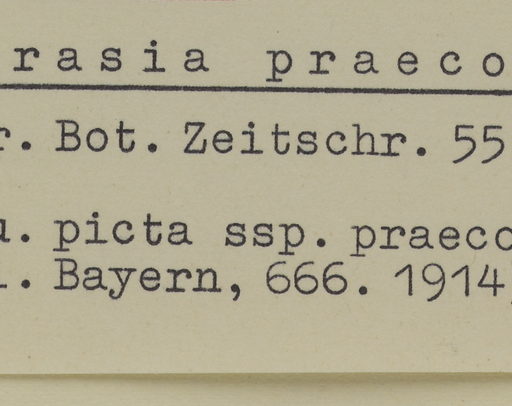 rasia praeco
r. Bot. Zeitschr. 55
u. picta ssp. praeco
l. Bayern, 666. 1914